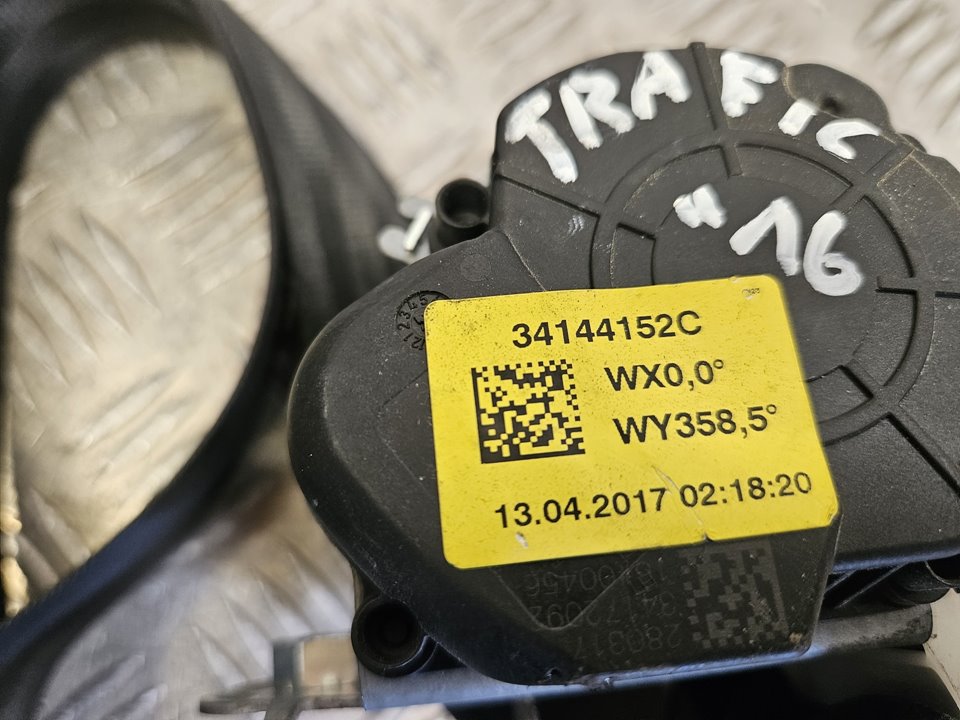 TRAFIC
"16
34144152C
WX0,0°
WY358,5°
13.04.2017 02:18:20